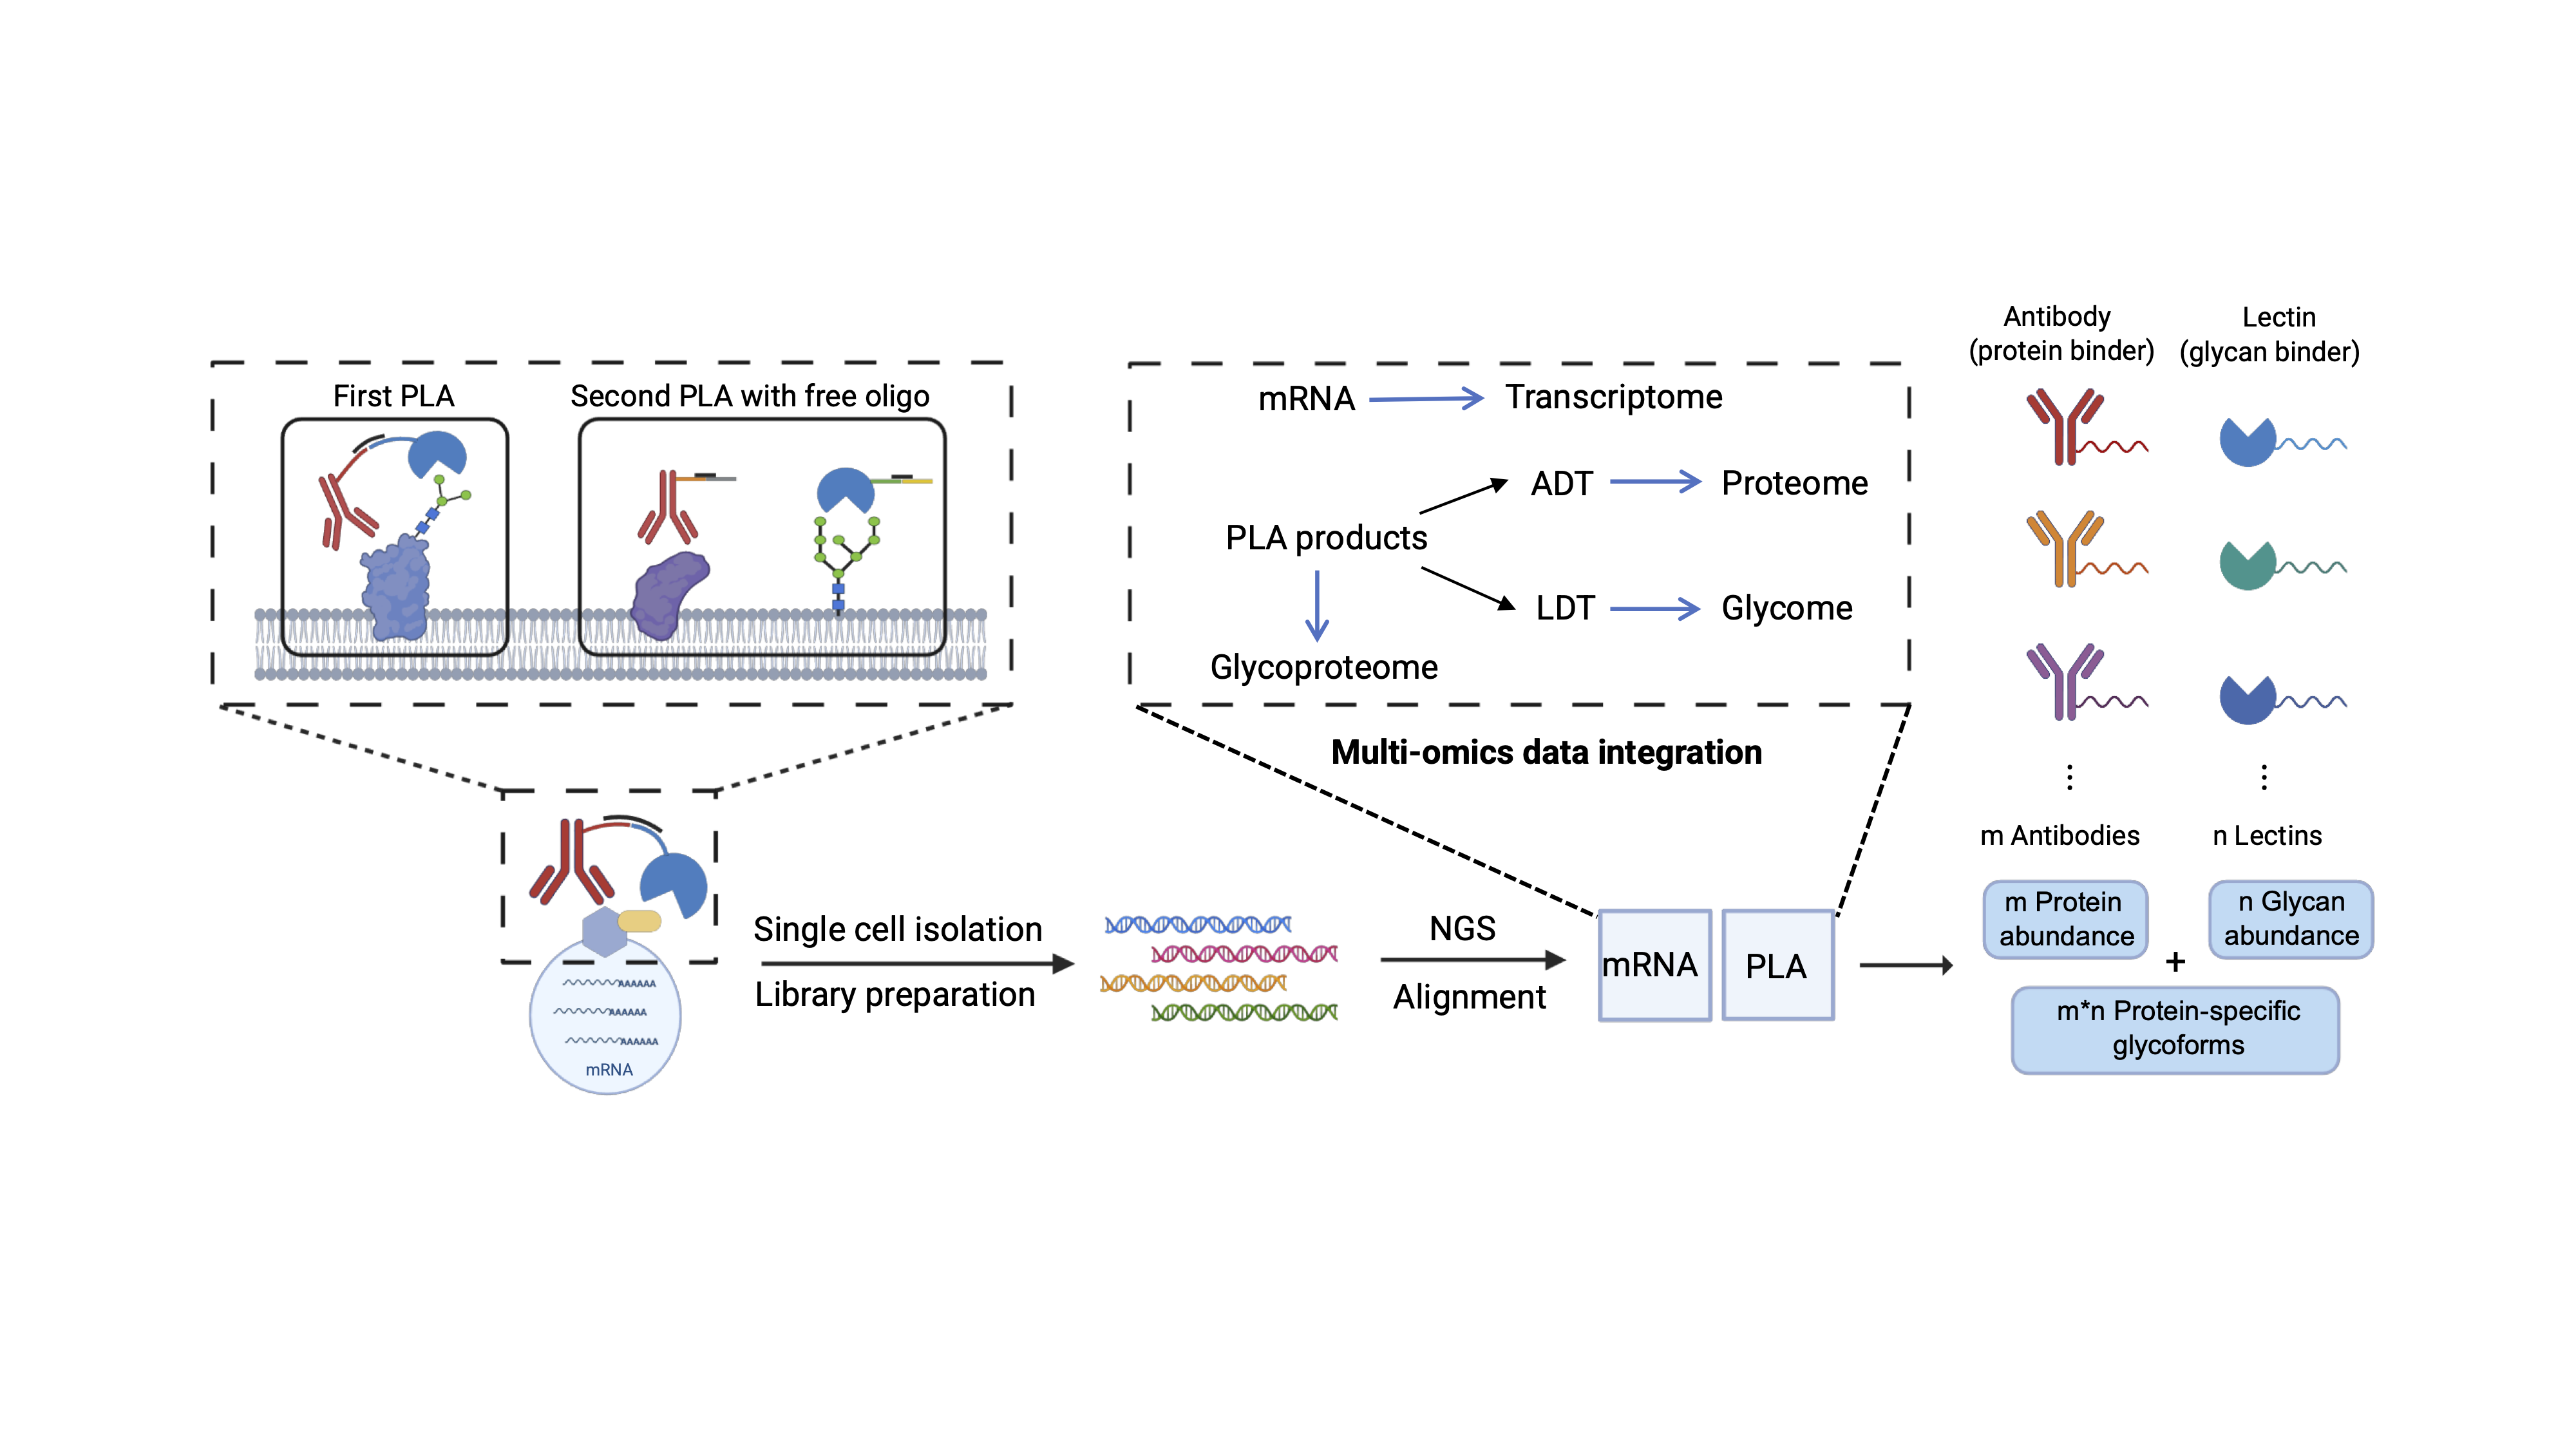 First PLA
Second PLA with free oligo
mRNA
Transcriptome
ADT
Proteome
PLA products
LDT
Glycome
Glycoproteome
Multi-omics data integration
AAAAAA
AAAAAA
AAAAAA
mRNA
Single cell isolation
Library preparation
NGS
Alignment
mRNA
PLA
Antibody
(protein binder)
Lectin
(glycan binder)
m Antibodies
n Lectins
m Protein
abundance
n Glycan
abundance
+
m*n Protein-specific
glycoforms